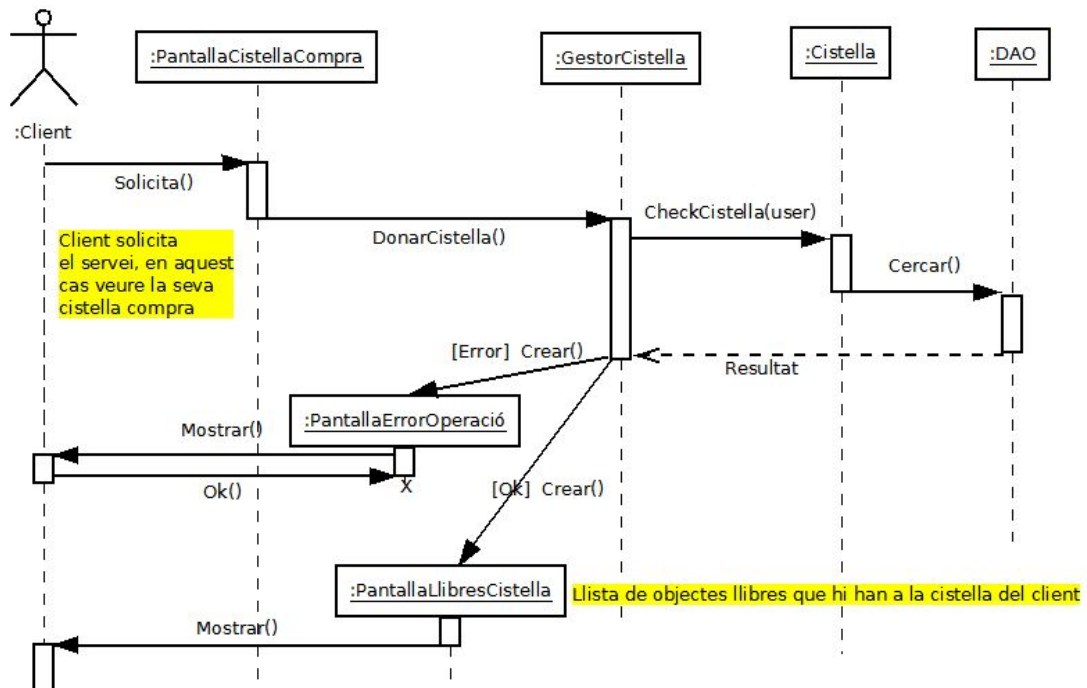 :PantallaCistellaCompra
:GestorCistella
:Cistella
:DAO
:Client
Solicita()
DonarCistella()
CheckCistella(user)
Cercar()
Client solicita
el servei, en aquest
cas veure la seva
cistella compra
[Error] Crear()
Resultat
:PantallaErrorOperació
Mostrar()
Ok()
X
[Ok] Crear()
:PantallaLlibresCistella
Llista de objectes llibres que hi han a la cistella del client
Mostrar()